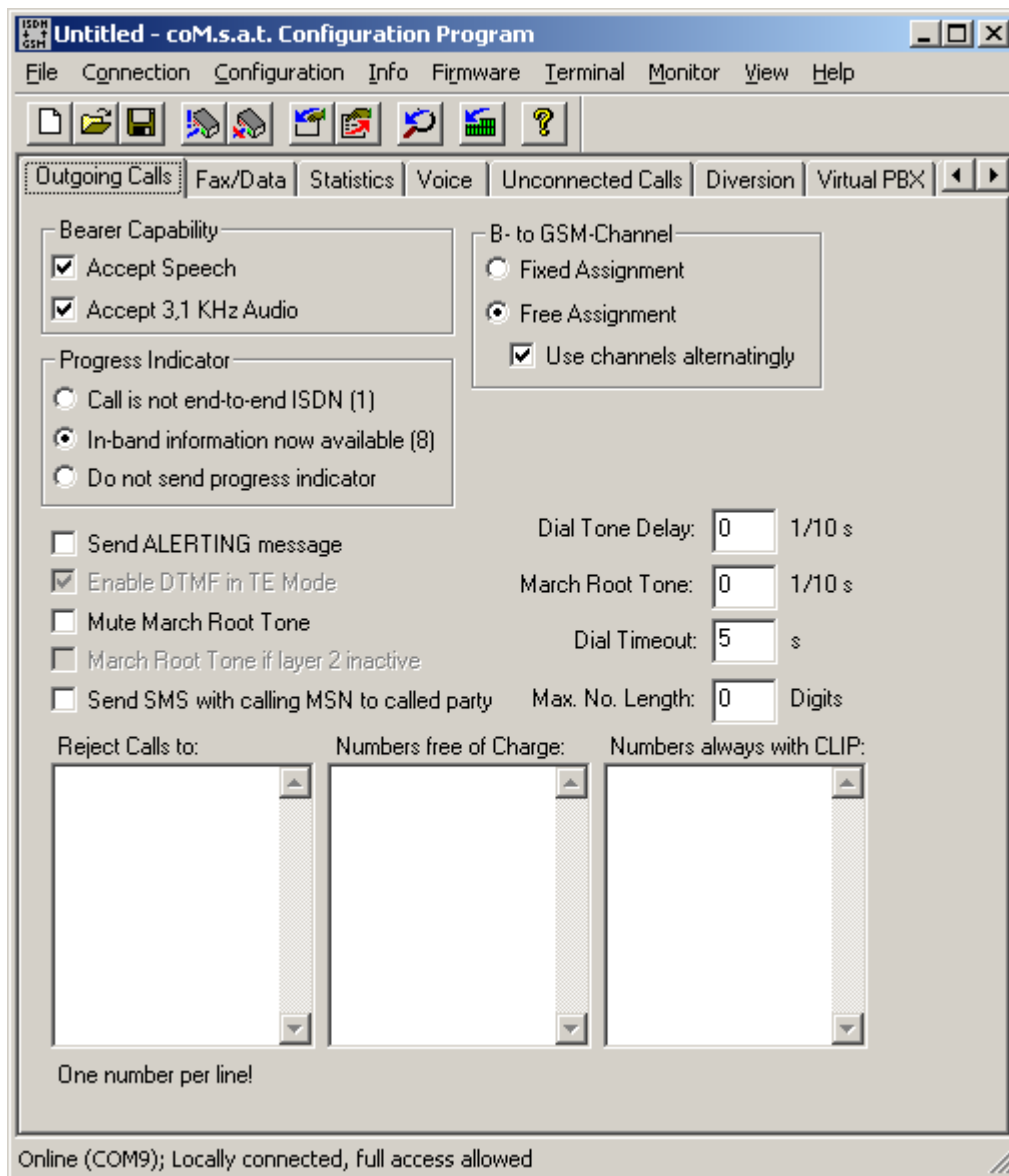 ISDN
GSM
Untitled - coM.s.a.t. Configuration Program
File Connection Configuration Info Firmware Terminal Monitor View Help
Outgoing Calls Fax/Data Statistics Voice Unconnected Calls Diversion Virtual PBX
Bearer Capability
Accept Speech
Accept 3,1 KHz Audio
B- to GSM-Channel
Fixed Assignment
Free Assignment
Use channels alternatingly
Progress Indicator
Call is not end-to-end ISDN (1)
In-band information now available (8)
Do not send progress indicator
Send ALERTING message
Enable DTMF in TE Mode
Mute March Root Tone
March Root Tone if layer 2 inactive
Send SMS with calling MSN to called party
Dial Tone Delay: 0 1/10 s
March Root Tone: 0 1/10 s
Dial Timeout: 5 s
Max. No. Length: 0 Digits
Reject Calls to: Numbers free of Charge: Numbers always with CLIP:
One number per line!
Online (COM9); Locally connected, full access allowed